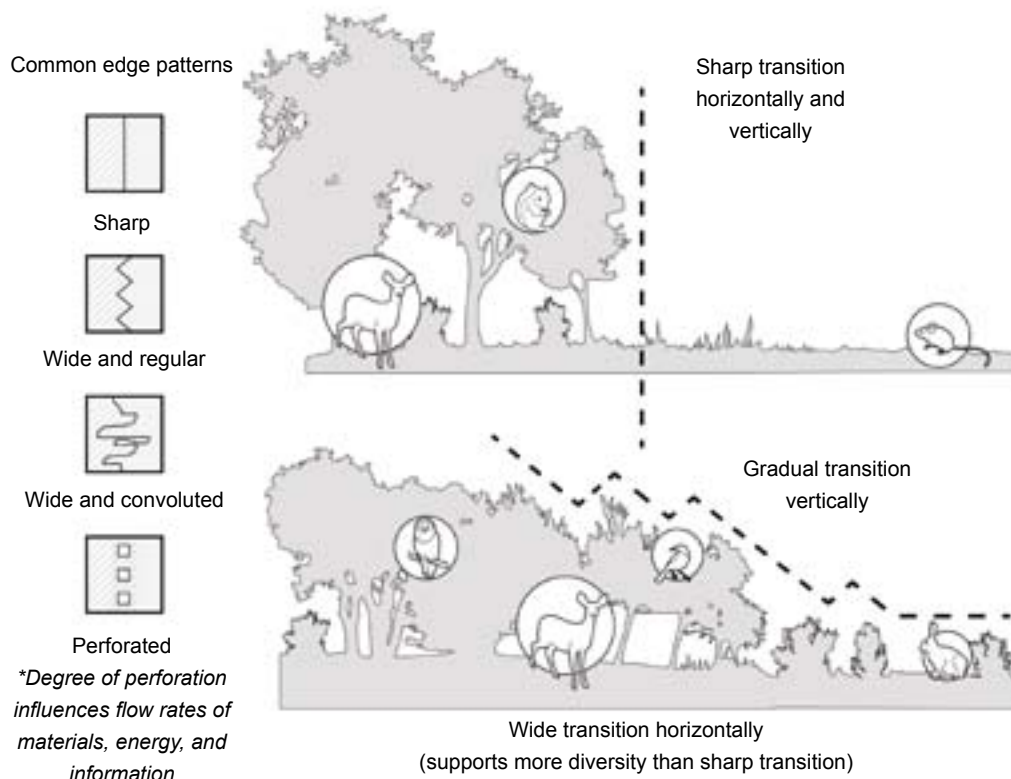 Common edge patterns
Sharp
Wide and regular
Wide and convoluted
Perforated
*Degree of perforation
influences flow rates of
materials, energy, and
information
Sharp transition
horizontally and
vertically
Gradual transition
vertically
Wide transition horizontally
(supports more diversity than sharp transition)